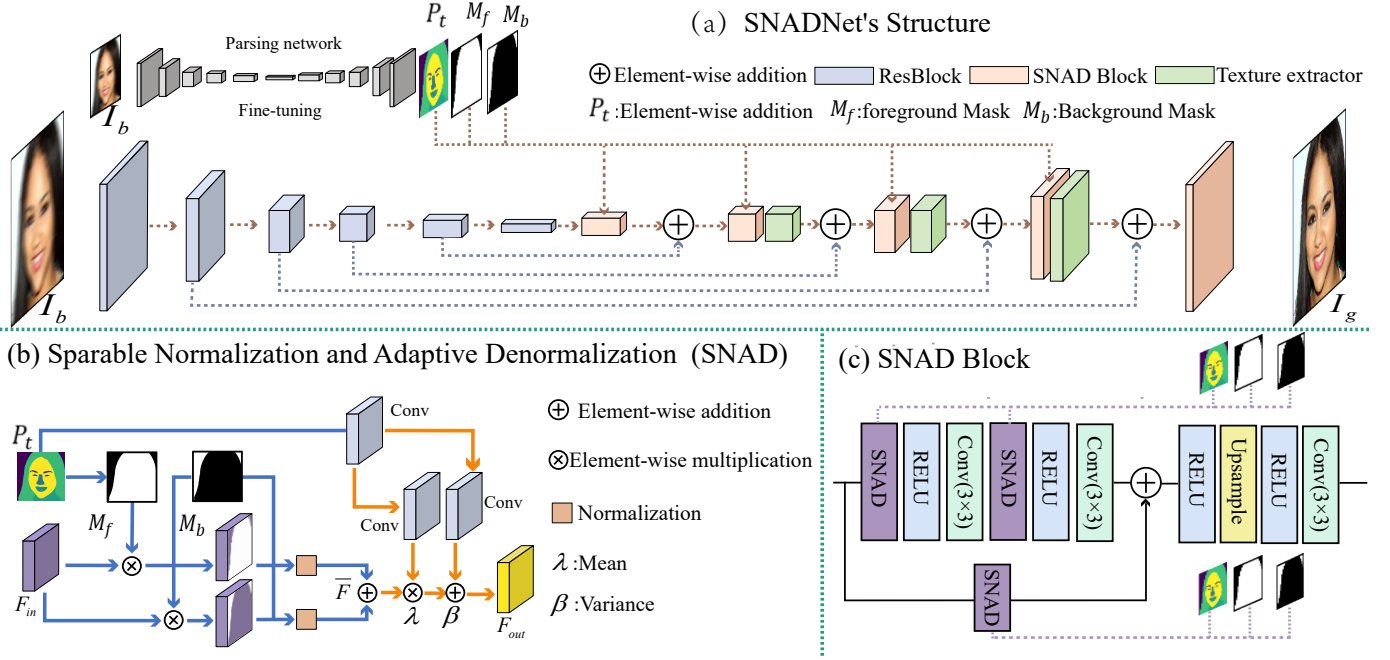 (a) SNADNet's Structure
P_t M_f M_b
Parsing network
Fine-tuning
I_b
Element-wise addition ResBlock SNAD Block Texture extractor
P_t :Element-wise addition M_f:foreground Mask M_b:Background Mask
I_b
I_g
(b) Sparable Normalization and Adaptive Denormalization (SNAD)
P_t
M_f
M_b
F_in
Conv
Conv
Conv
F̅
λ
β
F_out
Element-wise addition
Element-wise multiplication
Normalization
λ :Mean
β :Variance
(c) SNAD Block
SNAD
RELU
Conv(3×3)
SNAD
RELU
Conv(3×3)
RELU
Upsample
RELU
Conv(3×3)
SNAD